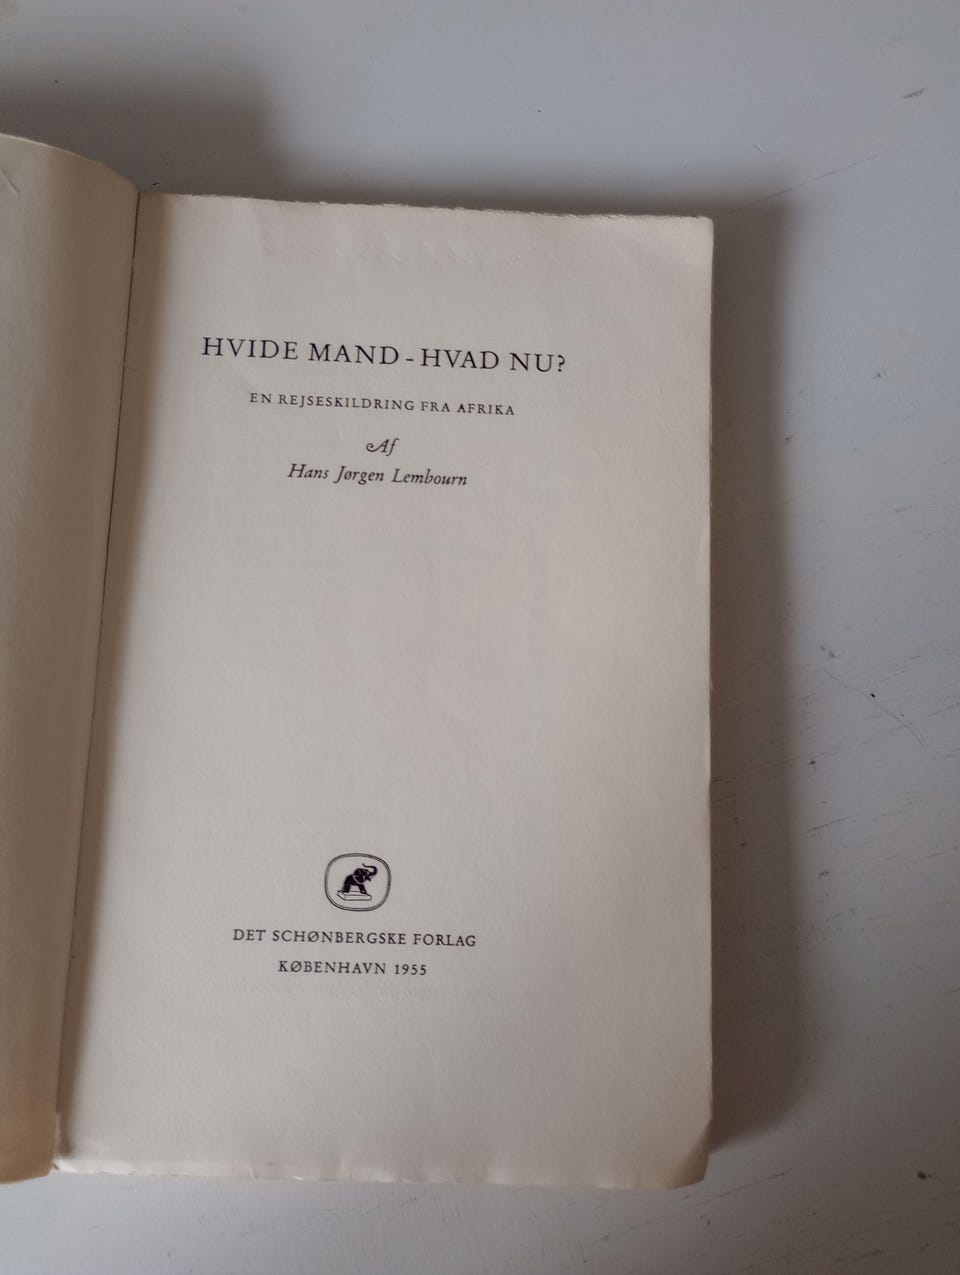 HVIDE MAND - HVAD NU?
EN REJSESKILDRING FRA AFRIKA
Af
Hans Jørgen Lembourn
DET SCHØNBERGSKE FORLAG
KØBENHAVN 1955